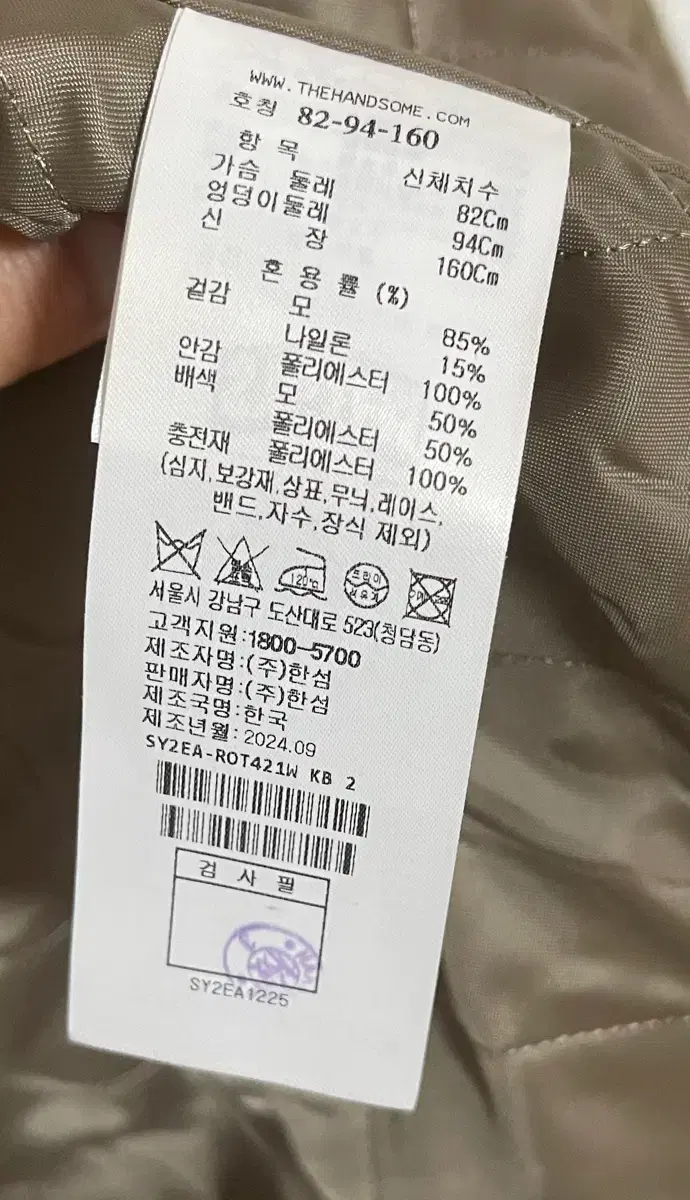 WWW.THEHANDSOME.COM
호칭 82-94-160
항 목 신체치수
가슴 둘레 82Cm
엉덩이둘레 94Cm
신 장 160Cm
혼 용 률 (%)
겉감 모 85%
나일론 15%
안감 폴리에스터 100%
배색 모 50%
폴리에스터 50%
충전재 폴리에스터 100%
(심지,보강재,상표,무늬,레이스,
밴드,자수,장식 제외)
120℃
서울시 강남구 도산대로 523(청담동)
고객지원:1800-5700
제조자명:(주)한섬
판매자명:(주)한섬
제조국명:한국
제조년월:2024.09
SY2EA-ROT421W KB 2
검 사 필
SY2EA1225